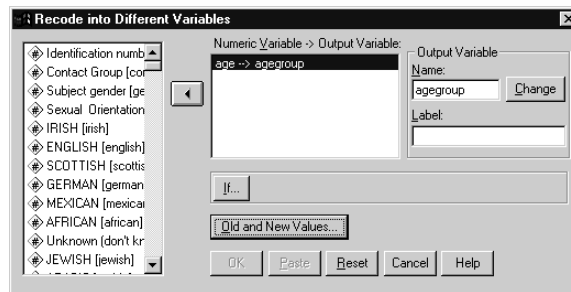 Recode into Different Variables
Identification numb
Contact Group [cor
Subject gender [ge
Sexual Orientation
IRISH [irish]
ENGLISH [english]
SCOTTISH [scottis
GERMAN [german
MEXICAN [mexica
AFRICAN [african]
Unknown (don't kr
JEWISH [jewish]
Numeric Variable -> Output Variable:
age --> agegroup
Output Variable
Name:
agegroup
Change
Label:
If...
Old and New Values...
OK Paste Reset Cancel Help